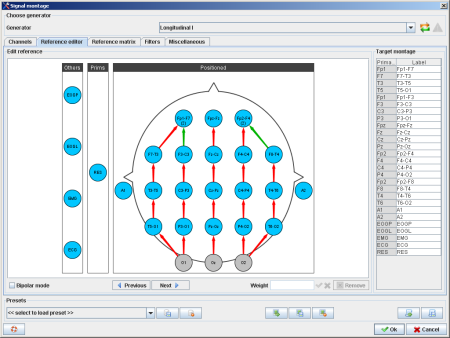 Signal montage
Choose generator
Generator
Longitudinal I
Channels
Reference editor
Reference matrix
Filters
Miscellaneous
Edit reference
Target montage
Others
Prims
Positioned
Prima...
Label
Fp1 Fp1-F7
F7 F7-T3
T3 T3-T5
T5 T5-O1
Fp1 Fp1-F3
F3 F3-C3
C3 C3-P3
P3 P3-O1
Fpz Fpz-Fz
Fz Fz-Cz
Cz Cz-Pz
Pz Pz-Oz
Fp2 Fp2-F4
F4 F4-C4
C4 C4-P4
P4 P4-O2
Fp2 Fp2-F8
F8 F8-T4
T4 T4-T6
T6 T6-O2
A1 A1
A2 A2
EOGP EOGP
EOGL EOGL
EMG EMG
ECG ECG
RES RES
EOGP
EOGL
EMG
ECG
RES
Fp1-F7
(2)
Fpz-Fz
Fp2-F4
(2)
F7-T3
F3-C3
Fz-Cz
F4-C4
F8-T4
A1
T3-T5
C3-P3
Cz-Pz
C4-P4
T4-T6
A2
T5-O1
P3-O1
Pz-Oz
P4-O2
T6-O2
O1
Oz
O2
Bipolar mode
Previous
Next
Weight
Remove
Presets
<< select to load preset >>
Ok
Cancel